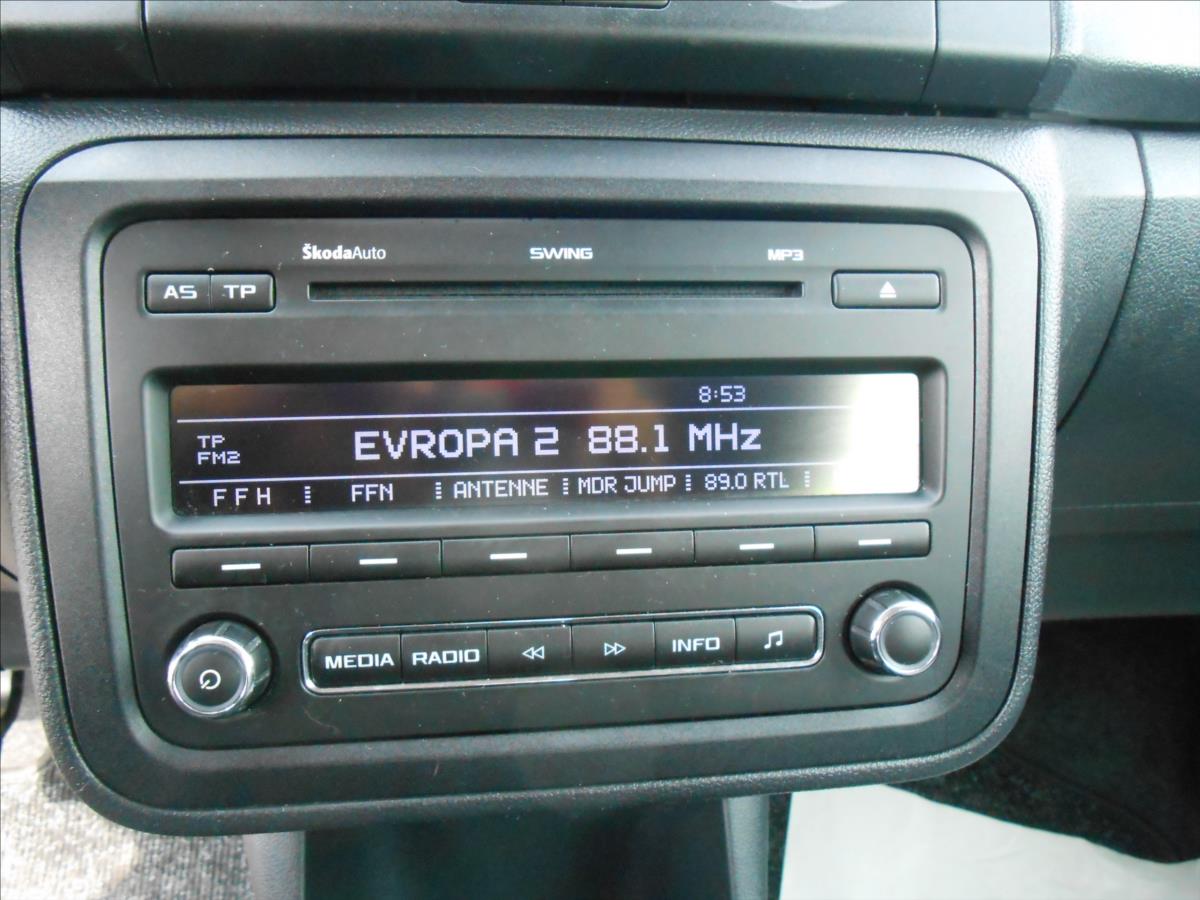 ŠkodaAuto SWING MP3
AS TP
8:53
TP
FM2
EVROPA 2 88.1 MHz
FFH FFN ANTENNE MDR JUMP 89.0 RTL
MEDIA RADIO INFO